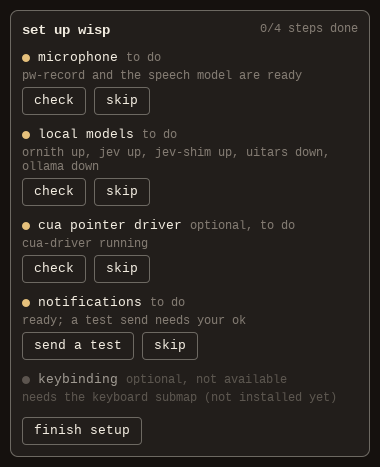 set up wisp 0/4 steps done
microphone to do
pw-record and the speech model are ready
check skip
local models to do
ornith up, jev up, jev-shim up, uitars down,
ollama down
check skip
cua pointer driver optional, to do
cua-driver running
check skip
notifications to do
ready; a test send needs your ok
send a test skip
keybinding optional, not available
needs the keyboard submap (not installed yet)
finish setup